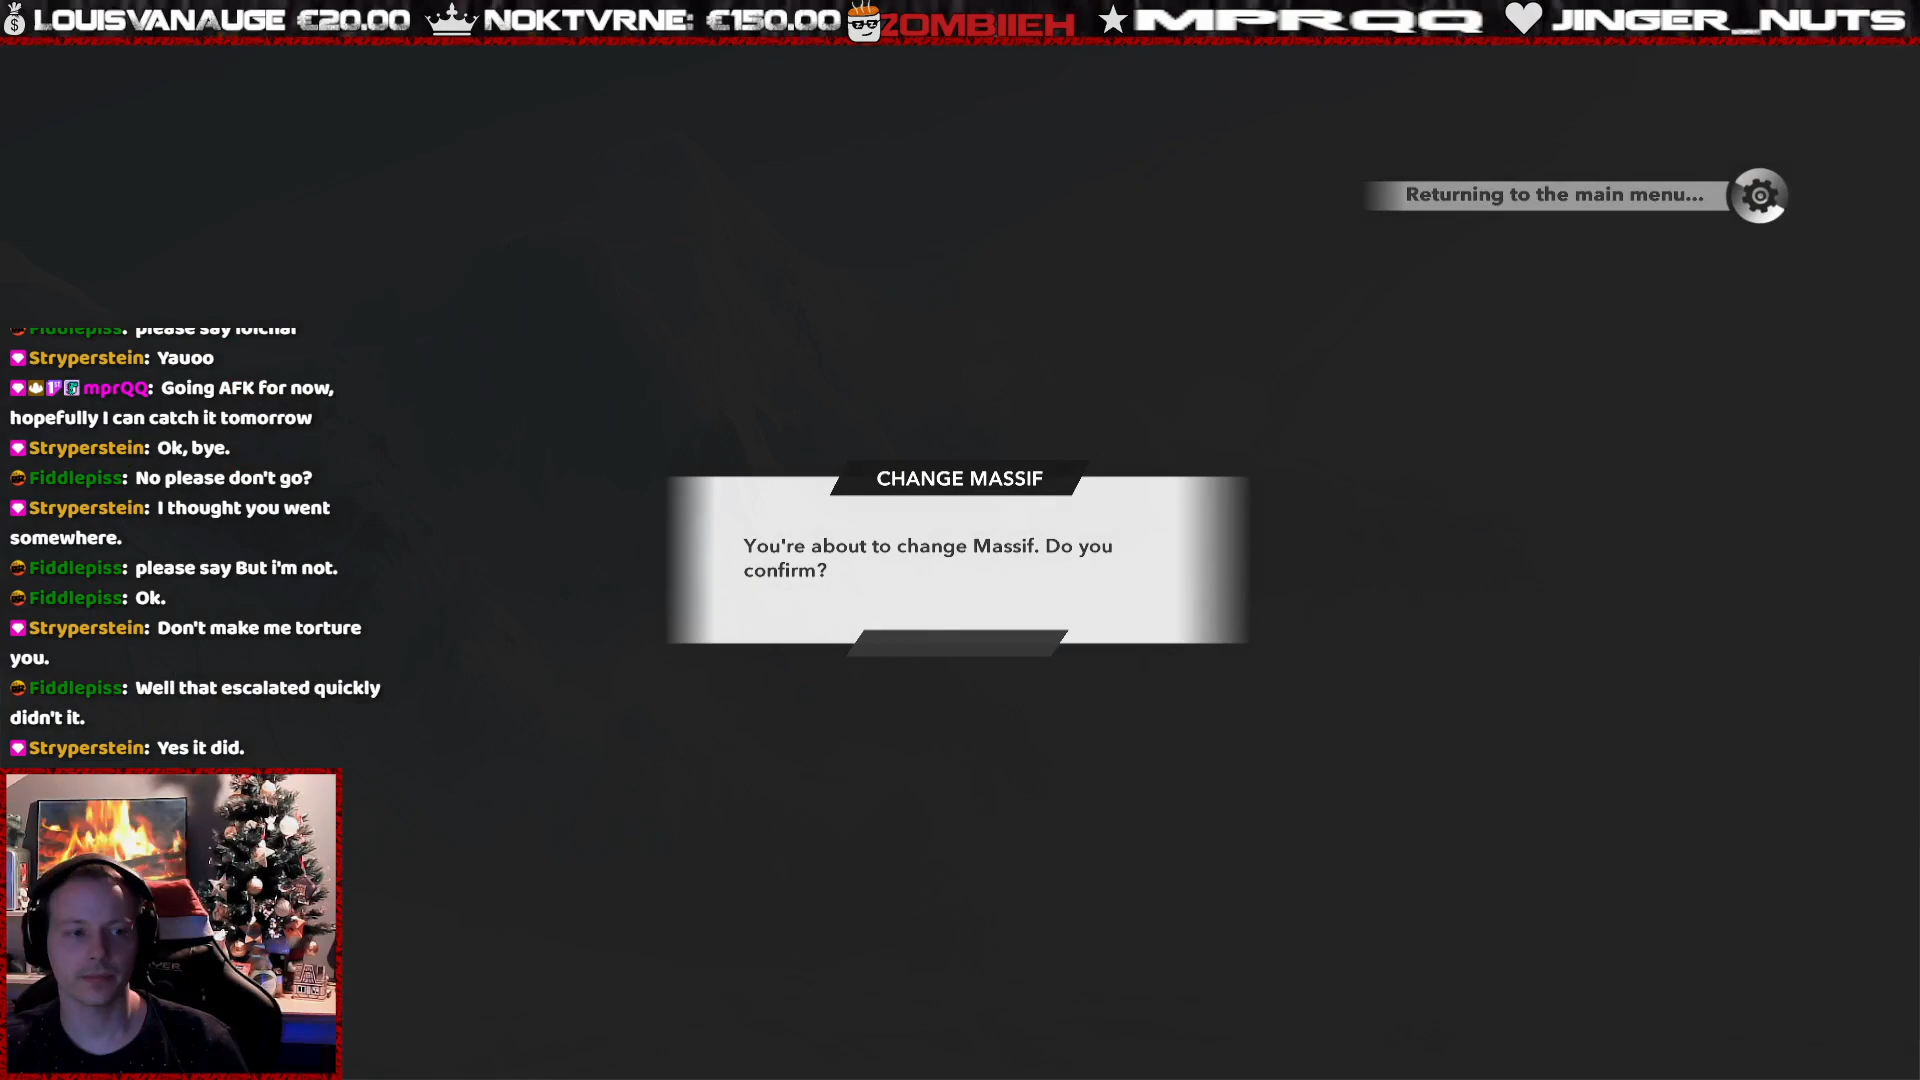 LOUISVANAUGE €20.00 NOKTVRNE: €150.00 ZOMBIIEH MPRQQ JINGER_NUTS
Returning to the main menu...
Fiddlepiss: please say
Stryperstein: Yauoo
mprQQ: Going AFK for now,
hopefully I can catch it tomorrow
Stryperstein: Ok, bye.
Fiddlepiss: No please don't go?
Stryperstein: I thought you went
somewhere.
Fiddlepiss: please say But i'm not.
Fiddlepiss: Ok.
Stryperstein: Don't make me torture
you.
Fiddlepiss: Well that escalated quickly
didn't it.
Stryperstein: Yes it did.
CHANGE MASSIF
You're about to change Massif. Do you
confirm?